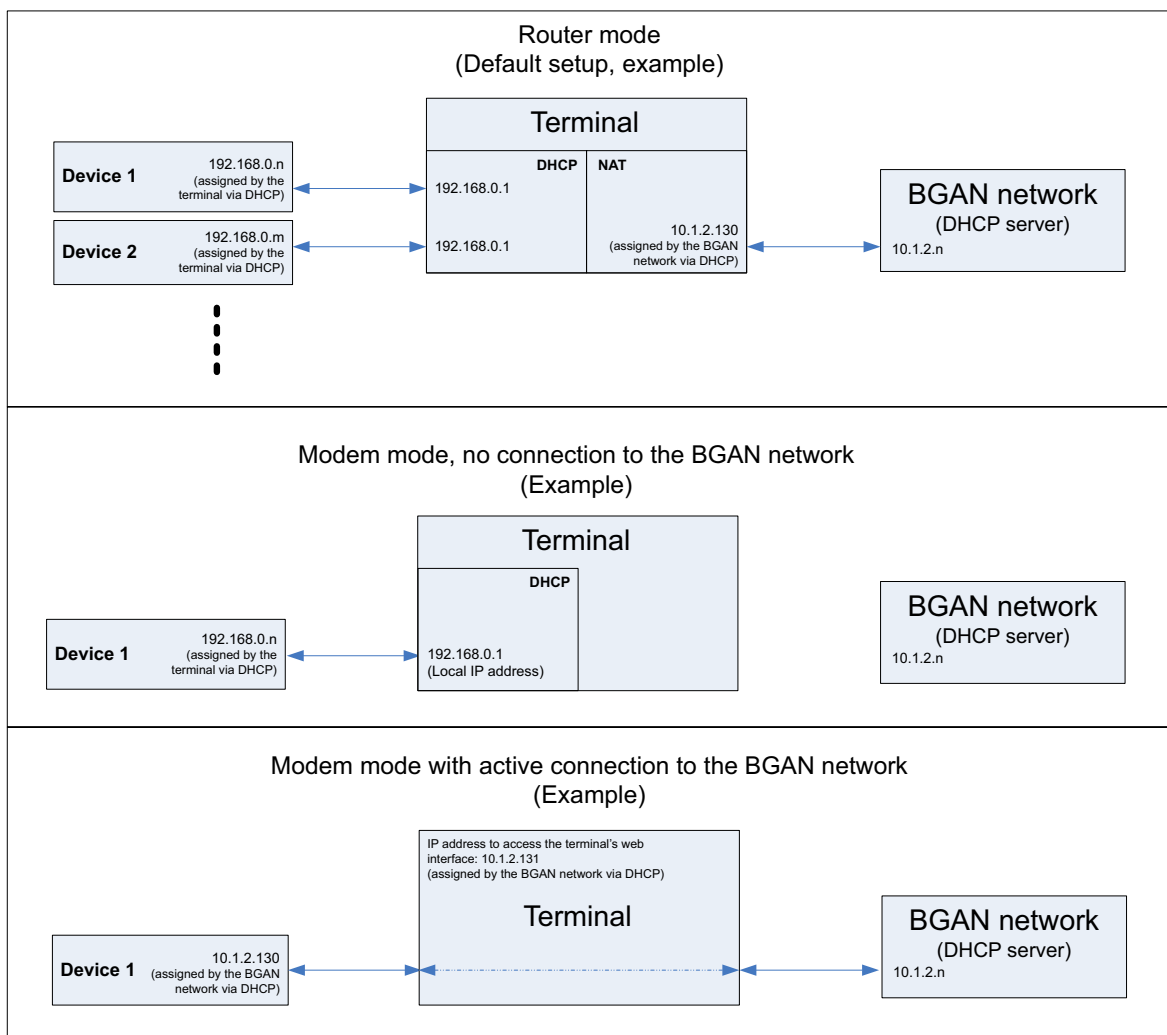 Router mode
(Default setup, example)
Terminal
Device 1
192.168.0.n
(assigned by the
terminal via DHCP)
DHCP
192.168.0.1
NAT
Device 2
192.168.0.m
(assigned by the
terminal via DHCP)
192.168.0.1
10.1.2.130
(assigned by the BGAN
network via DHCP)
BGAN network
(DHCP server)
10.1.2.n
Modem mode, no connection to the BGAN network
(Example)
Terminal
DHCP
Device 1
192.168.0.n
(assigned by the
terminal via DHCP)
192.168.0.1
(Local IP address)
BGAN network
(DHCP server)
10.1.2.n
Modem mode with active connection to the BGAN network
(Example)
IP address to access the terminal's web
interface: 10.1.2.131
(assigned by the BGAN network via DHCP)
Terminal
Device 1
10.1.2.130
(assigned by the BGAN
network via DHCP)
BGAN network
(DHCP server)
10.1.2.n